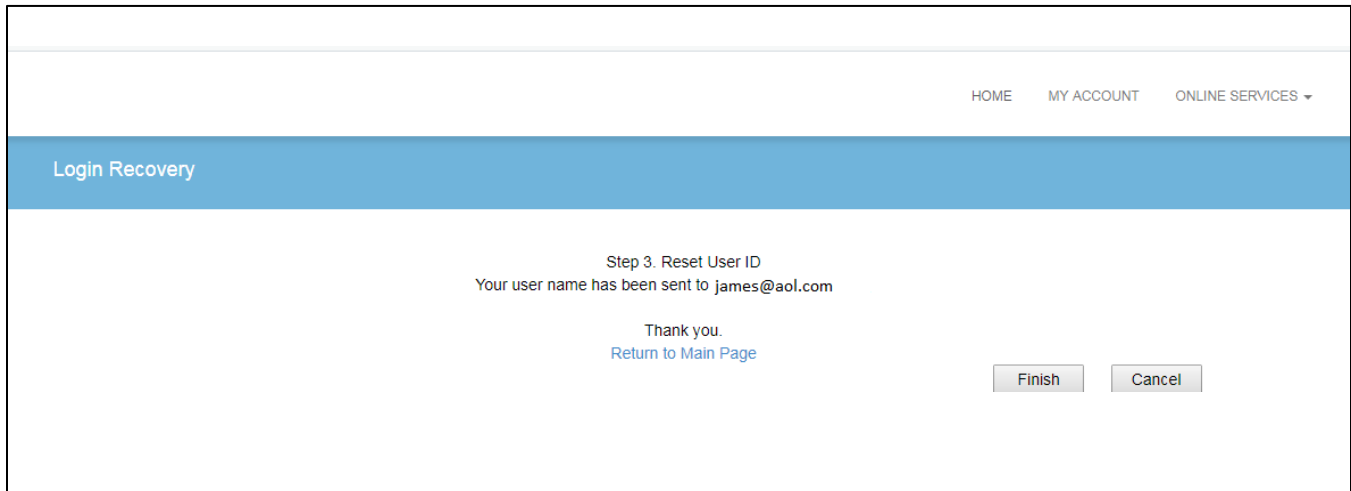 HOME MY ACCOUNT ONLINE SERVICES
Login Recovery
Step 3. Reset User ID
Your user name has been sent to james@aol.com
Thank you.
Return to Main Page
Finish Cancel